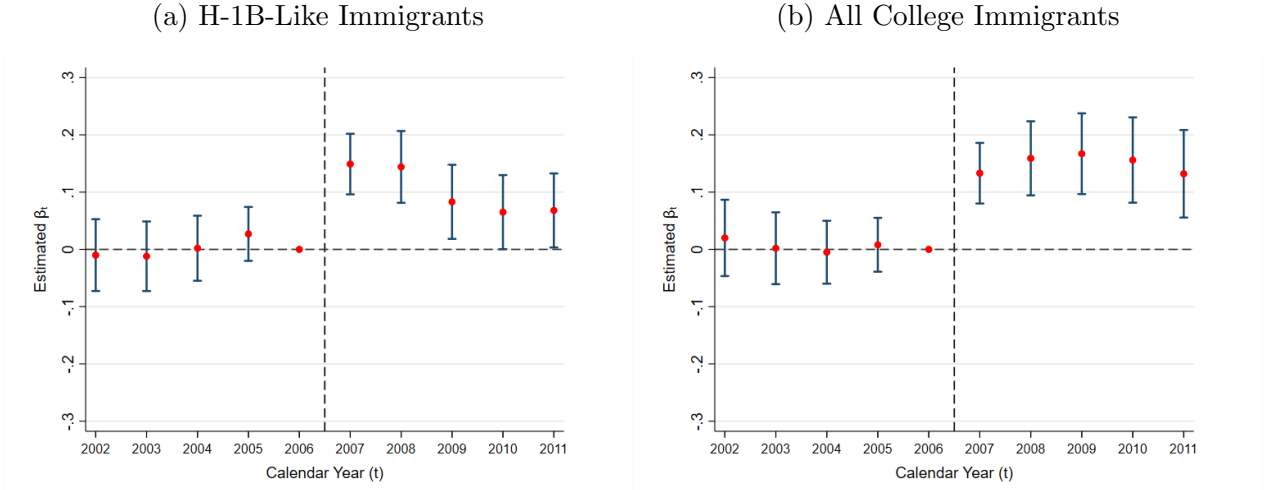 (a) H-1B-Like Immigrants
.3
.2
.1
0
-.1
-.2
-.3
Estimated βt
2002 2003 2004 2005 2006 2007 2008 2009 2010 2011
Calendar Year (t)
(b) All College Immigrants
.3
.2
.1
0
-.1
-.2
-.3
Estimated βt
2002 2003 2004 2005 2006 2007 2008 2009 2010 2011
Calendar Year (t)